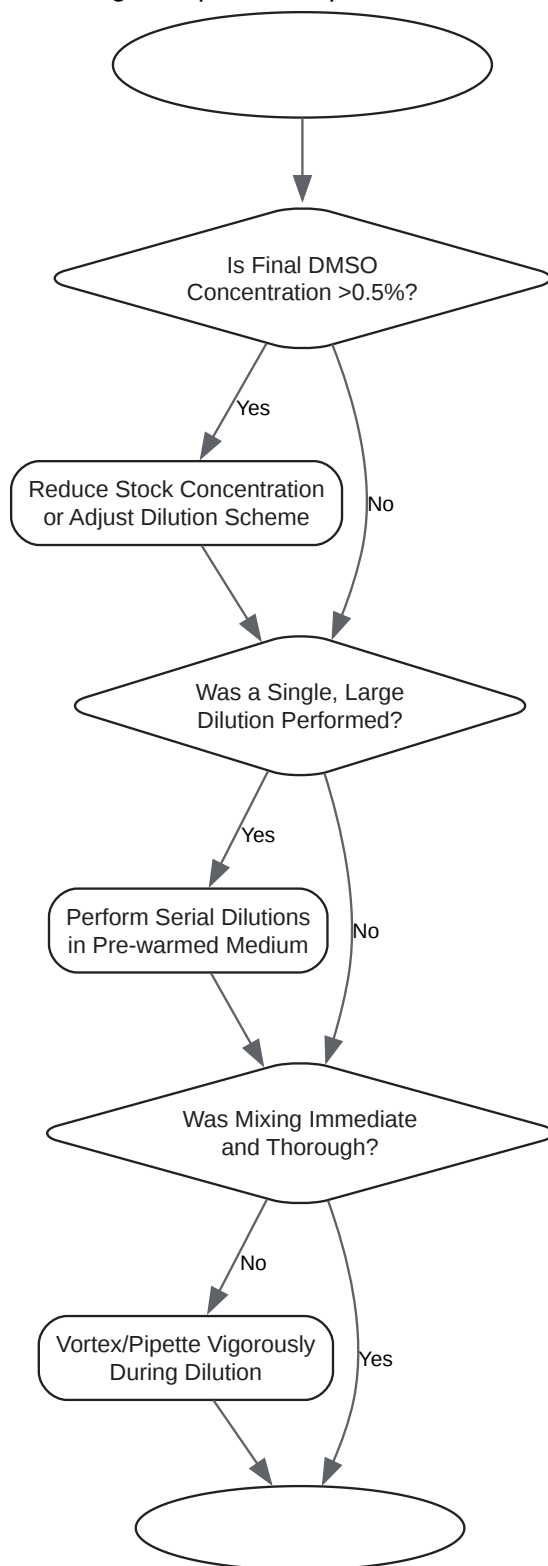 Is Final DMSO
Concentration >0.5%?
Yes
Reduce Stock Concentration
or Adjust Dilution Scheme
No
Was a Single, Large
Dilution Performed?
Yes
Perform Serial Dilutions
in Pre-warmed Medium
No
Was Mixing Immediate
and Thorough?
No
Vortex/Pipette Vigorously
During Dilution
Yes